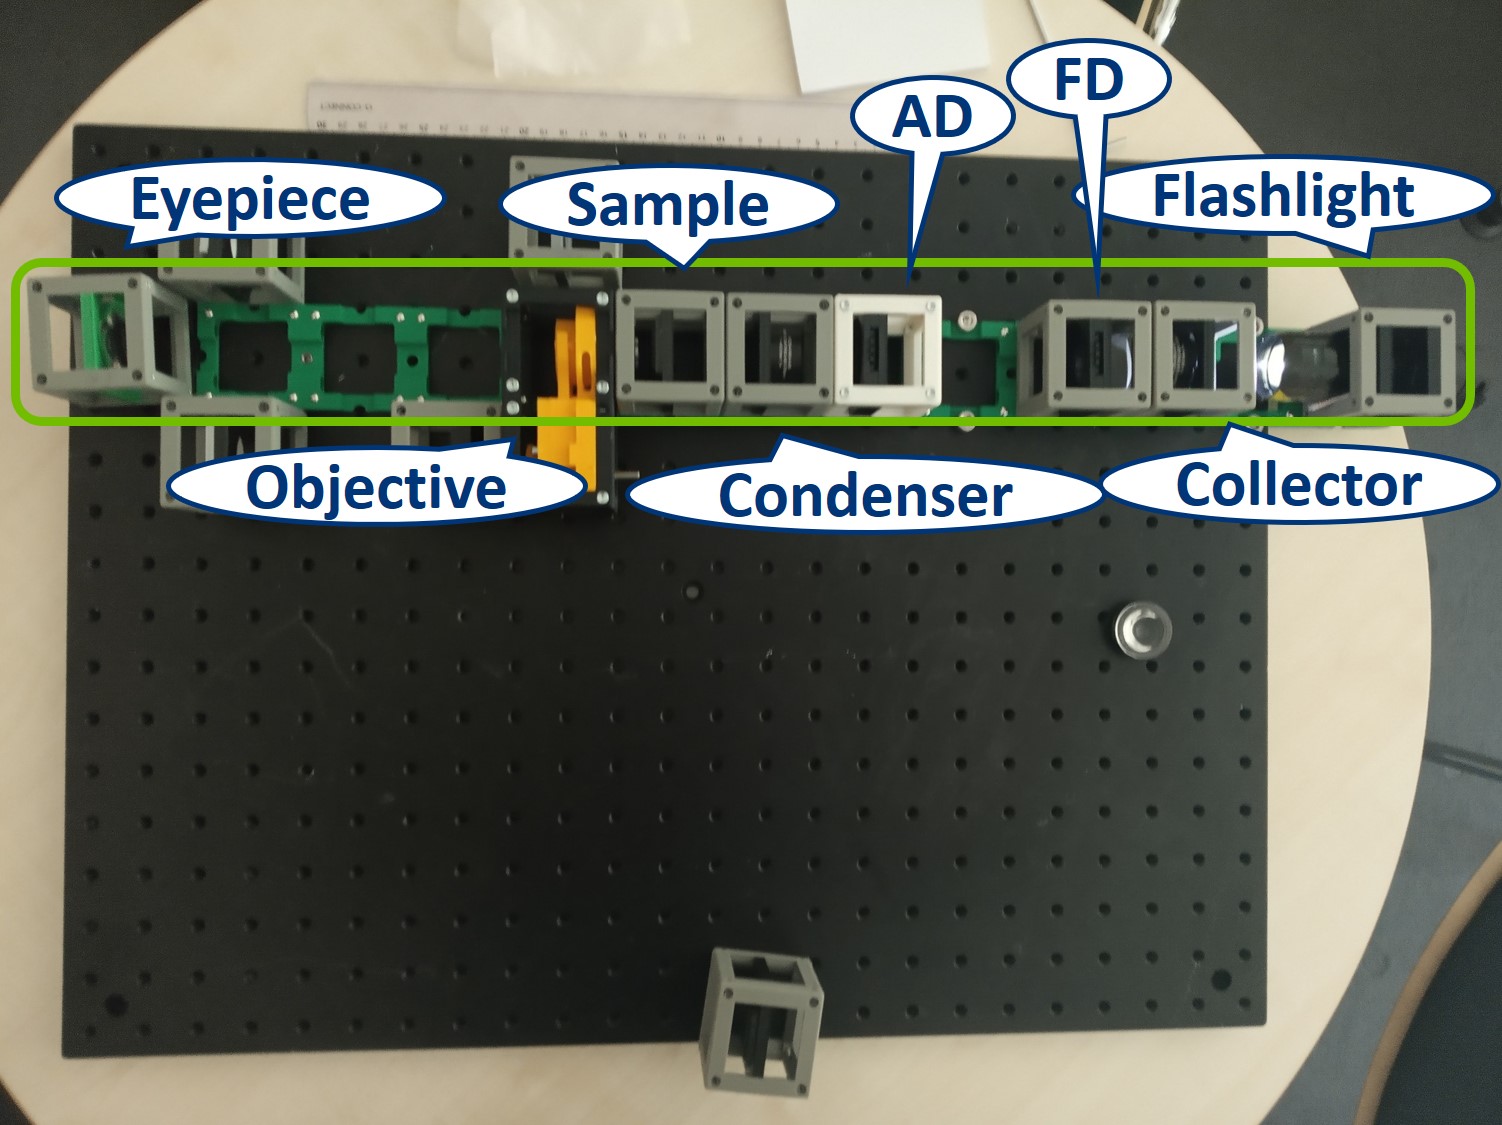 AD
FD
Eyepiece
Sample
Flashlight
Objective
Condenser
Collector